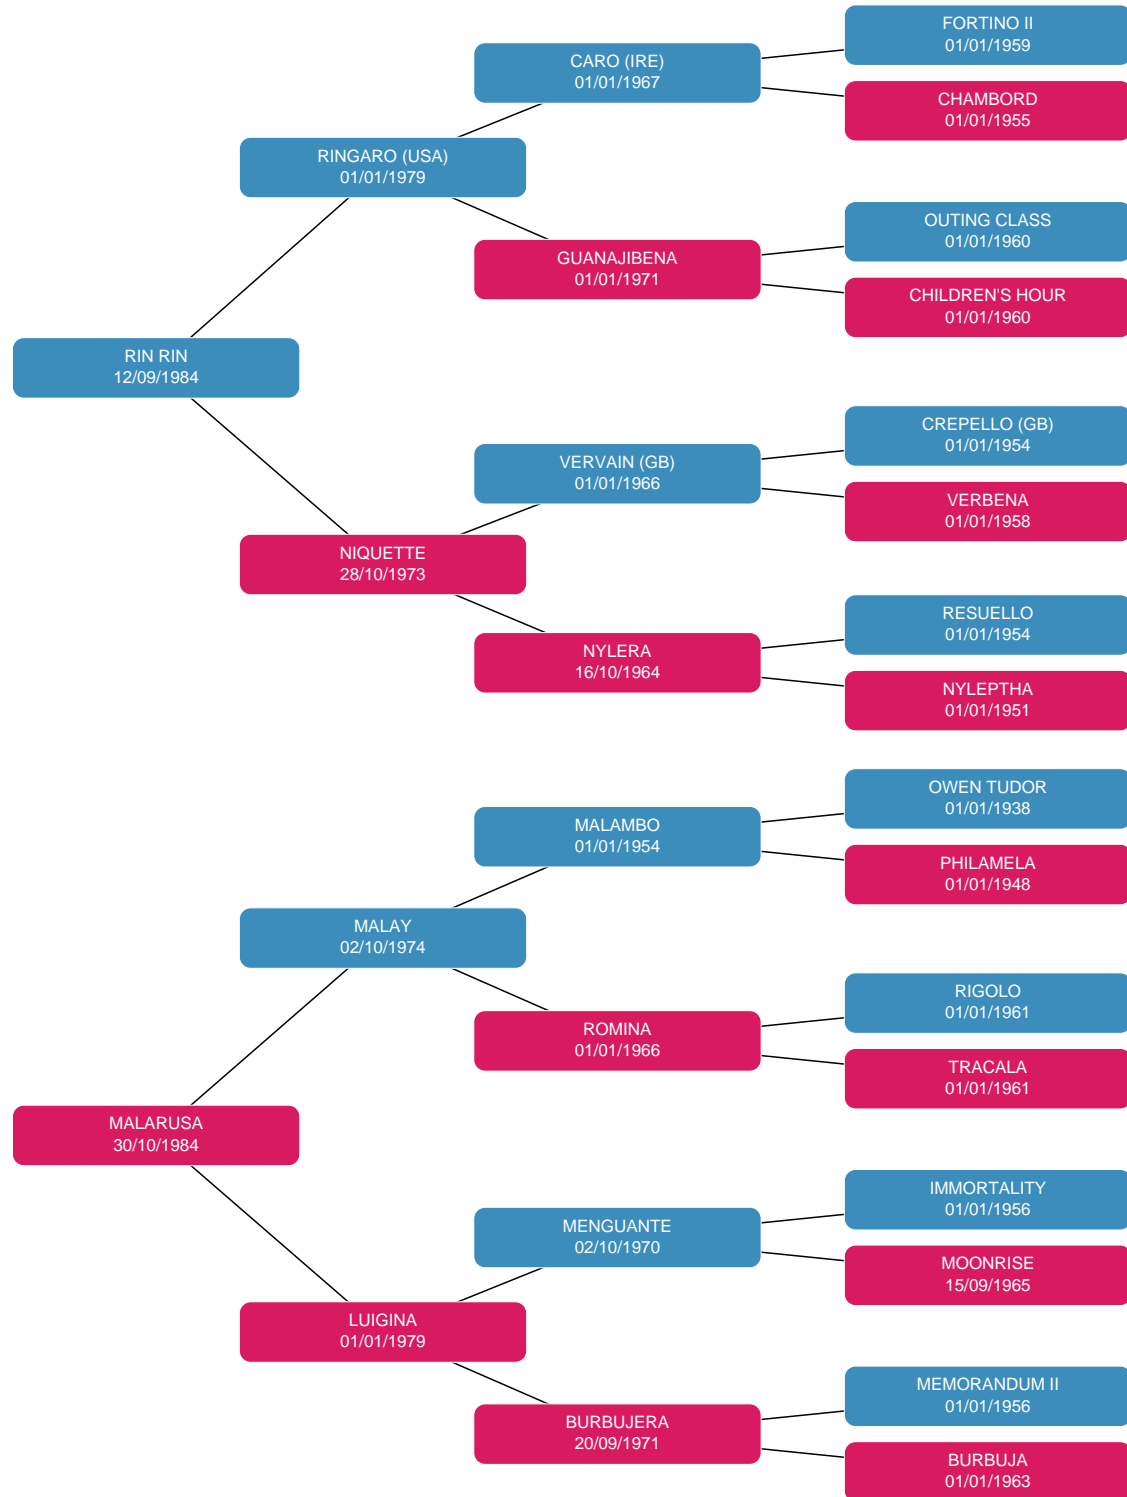 FORTINO II
01/01/1959
CARO (IRE)
01/01/1967
CHAMBORD
01/01/1955
RINGARO (USA)
01/01/1979
OUTING CLASS
01/01/1960
GUANAJIBENA
01/01/1971
CHILDREN'S HOUR
01/01/1960
RIN RIN
12/09/1984
CREPELLO (GB)
01/01/1954
VERVAIN (GB)
01/01/1966
VERBENA
01/01/1958
NIQUETTE
28/10/1973
RESUELLO
01/01/1954
NYLERA
16/10/1964
NYLEPTHA
01/01/1951
OWEN TUDOR
01/01/1938
MALAMBO
01/01/1954
PHILAMELA
01/01/1948
MALAY
02/10/1974
RIGOLO
01/01/1961
ROMINA
01/01/1966
TRACALA
01/01/1961
MALARUSA
30/10/1984
IMMORTALITY
01/01/1956
MENGUANTE
02/10/1970
MOONRISE
15/09/1965
LUIGINA
01/01/1979
MEMORANDUM II
01/01/1956
BURBUJERA
20/09/1971
BURBUJA
01/01/1963